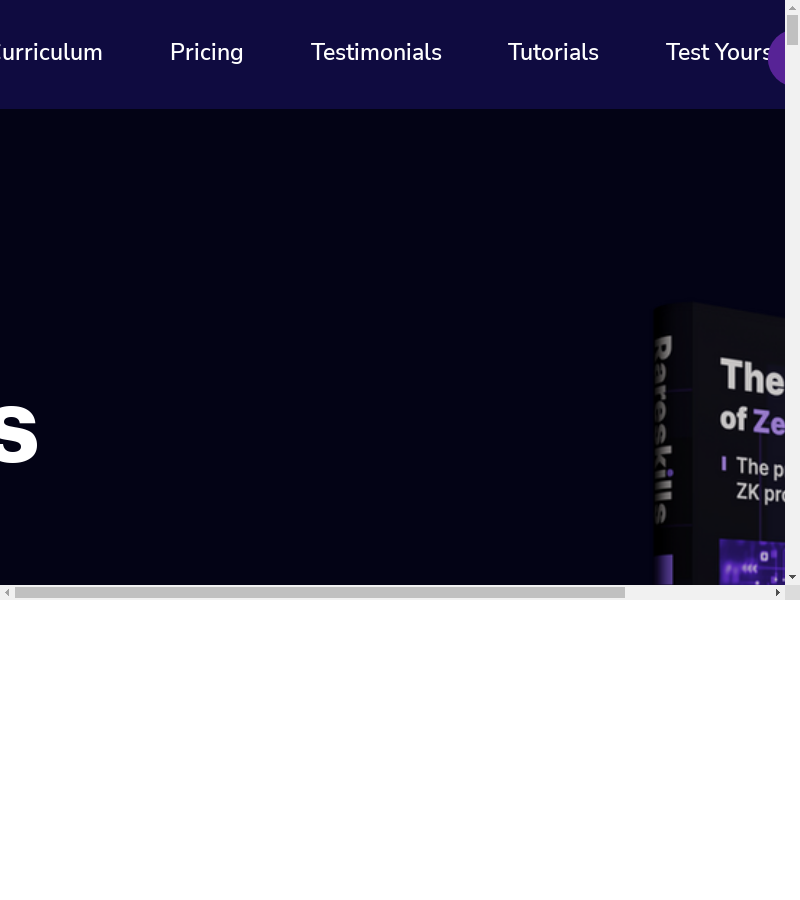 urriculum Pricing Testimonials Tutorials Test Yours
s
Rareskills
The
of Ze
The p
ZK pro